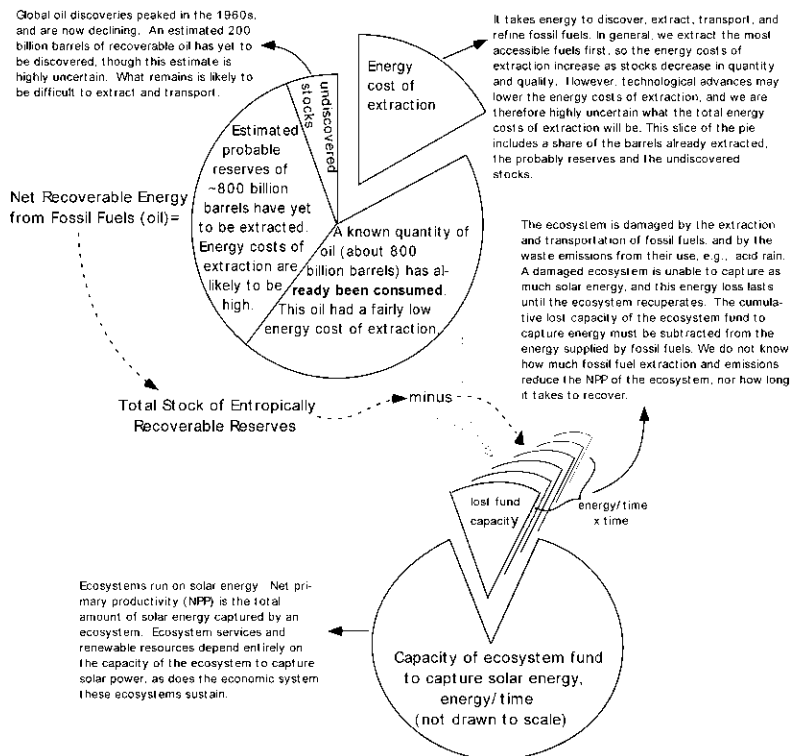 Global oil discoveries peaked in the 1960s,
and are now declining. An estimated 200
billion barrels of recoverable oil has yet to
be discovered, though this estimate is
highly uncertain. What remains is likely to
be difficult to extract and transport.
undiscovered
stocks
Energy
cost of
extraction
It takes energy to discover, extract, transport, and
refine fossil fuels. In general, we extract the most
accessible fuels first, so the energy costs of
extraction increase as stocks decrease in quantity
and quality. However, technological advances may
lower the energy costs of extraction, and we are
therefore highly uncertain what the total energy
costs of extraction will be. This slice of the pie
includes a share of the barrels already extracted,
the probably reserves and the undiscovered
stocks.
Net Recoverable Energy
from Fossil Fuels (oil)=
Estimated
probable
reserves of
~800 billion
barrels have yet
to be extracted.
Energy costs of
extraction are
likely to be
high.
A known quantity of
oil (about 800
billion barrels) has al-
ready been consumed.
This oil had a fairly low
energy cost of extraction
The ecosystem is damaged by the extraction
and transportation of fossil fuels, and by the
waste emissions from their use, e.g., acid rain.
A damaged ecosystem is unable to capture as
much solar energy, and this energy loss lasts
until the ecosystem recuperates. The cumula-
tive lost capacity of the ecosystem fund to
capture energy must be subtracted from the
energy supplied by fossil fuels. We do not know
how much fossil fuel extraction and emissions
reduce the NPP of the ecosystem, nor how long
it takes to recover.
Total Stock of Entropically
Recoverable Reserves
minus
lost fund
capacity
energy/time
x time
Ecosystems run on solar energy Net pri-
mary productivity (NPP) is the total
amount of solar energy captured by an
ecosystem. Ecosystem services and
renewable resources depend entirely on
the capacity of the ecosystem to capture
solar power, as does the economic system
these ecosystems sustain.
Capacity of ecosystem fund
to capture solar energy,
energy/time
(not drawn to scale)